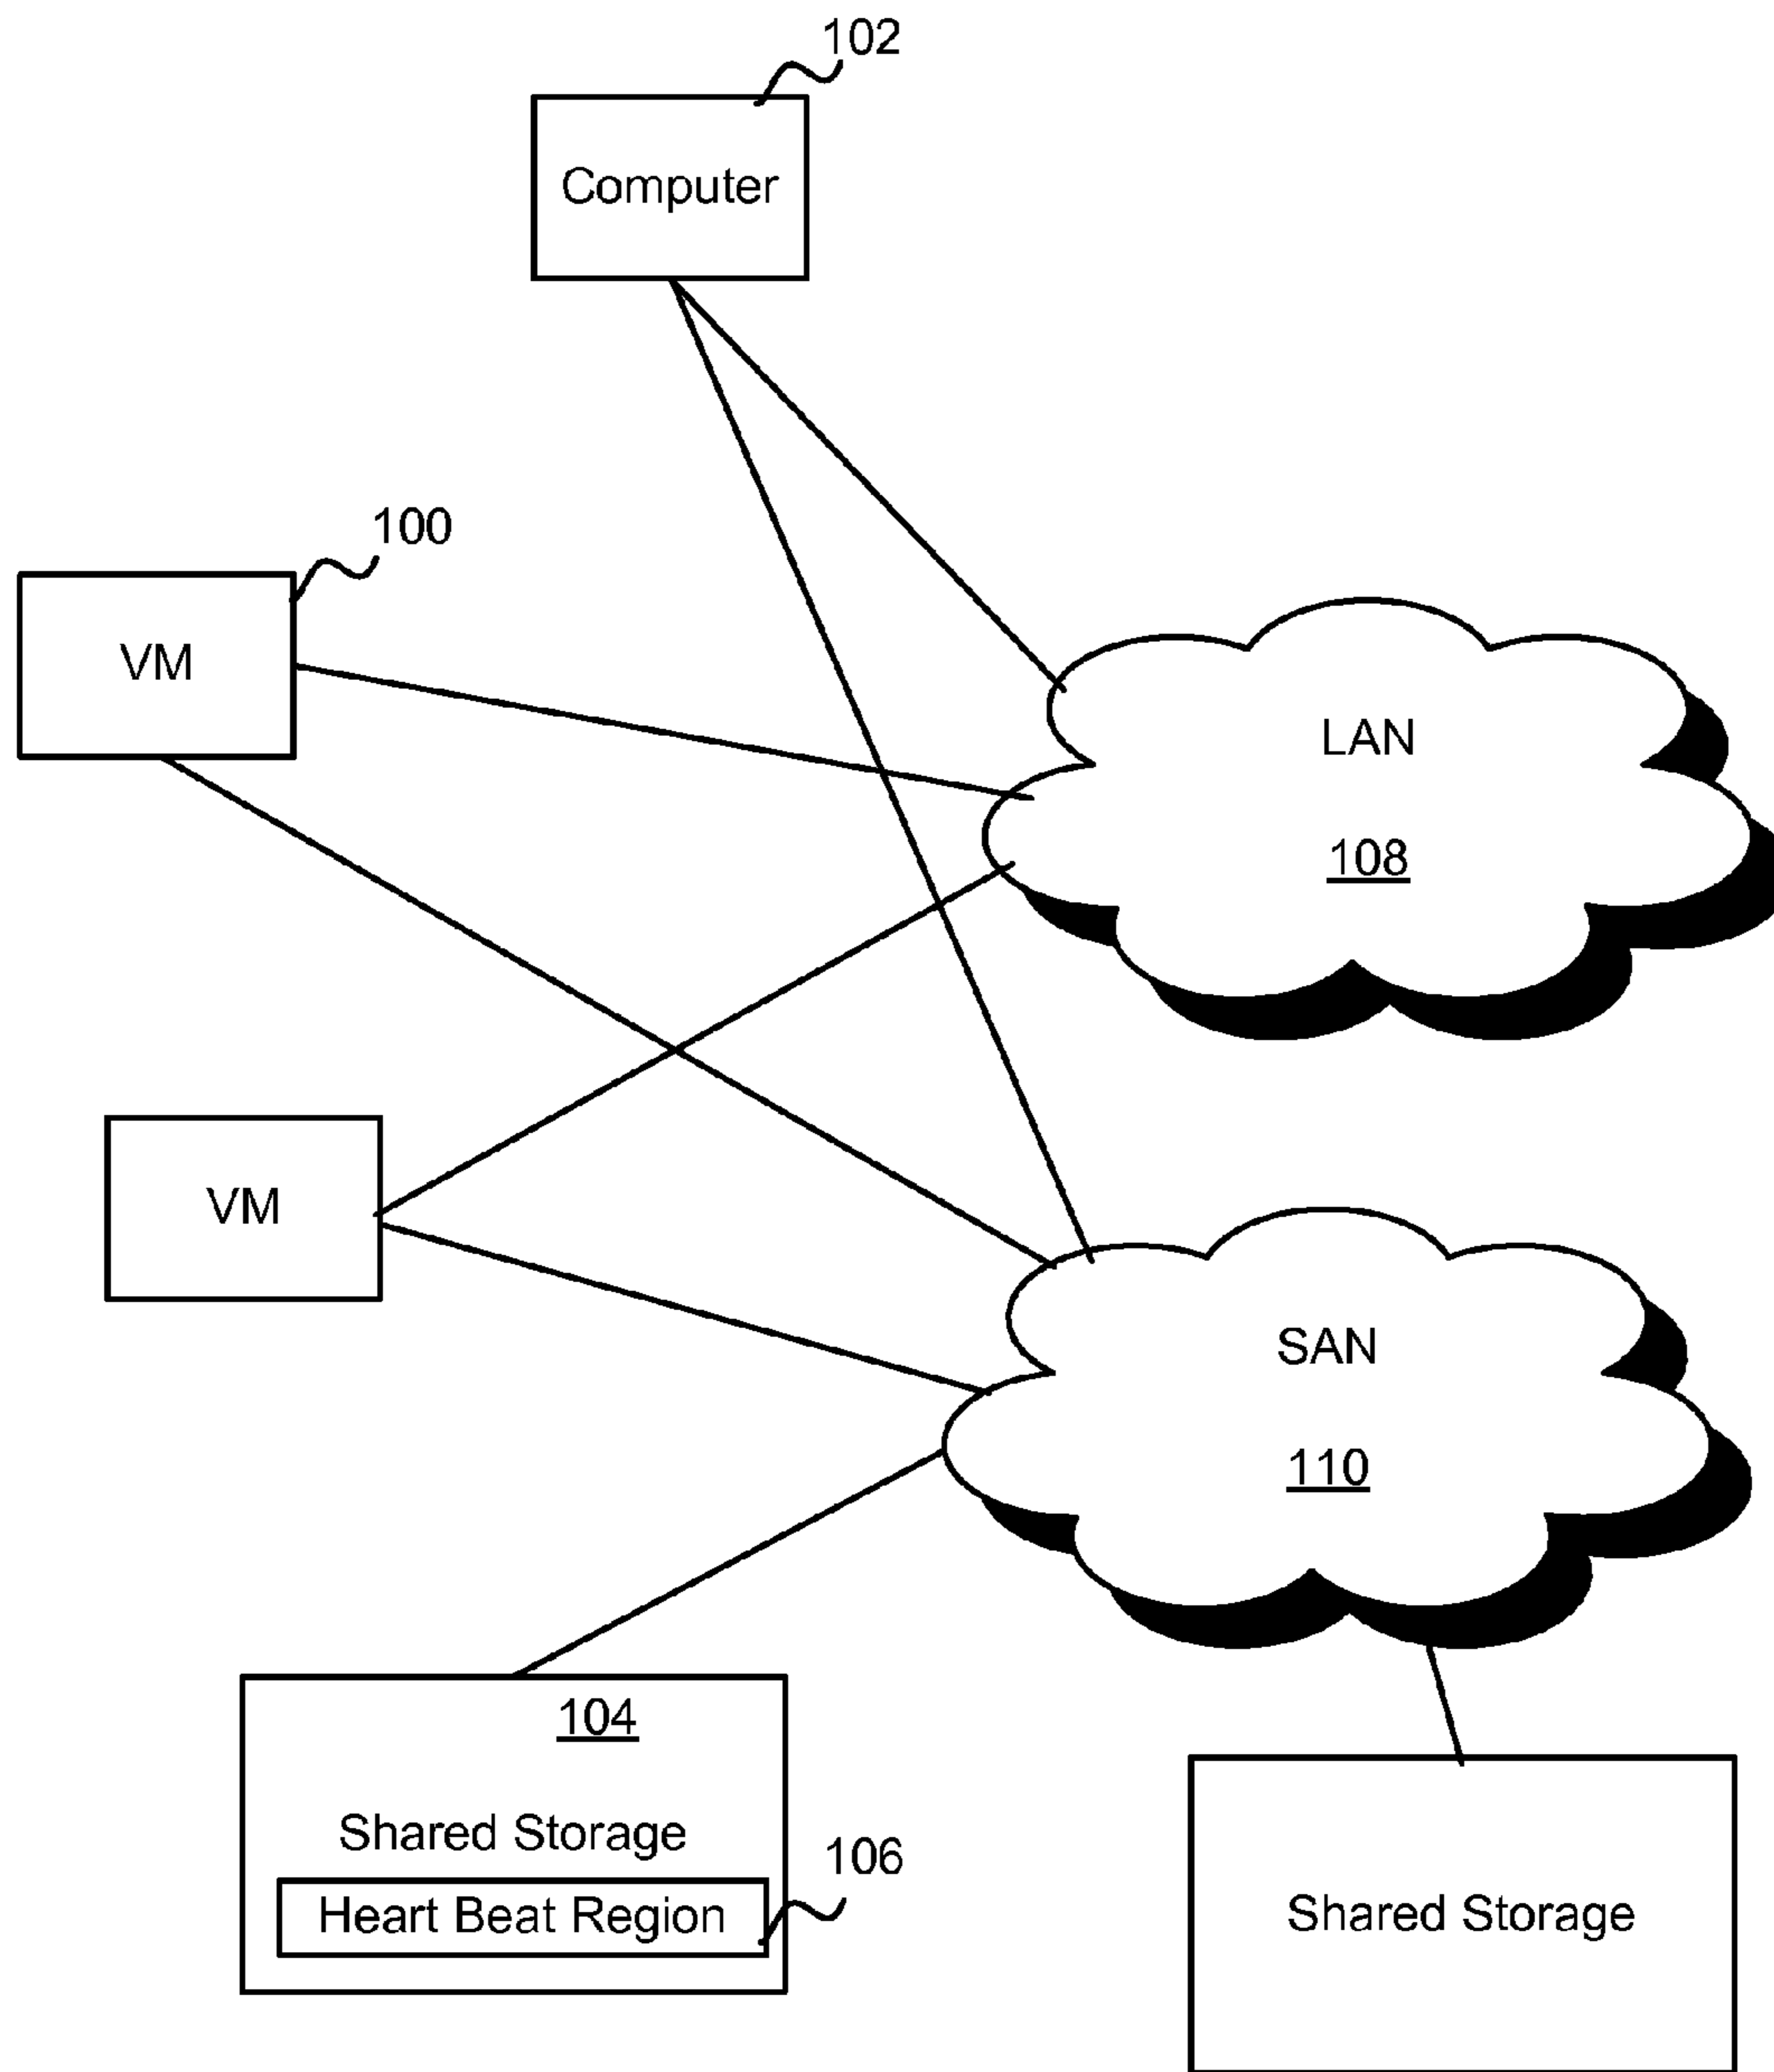 102
Computer
100
VM
LAN
108
VM
SAN
110
104
Shared Storage
106
Heart Beat Region
Shared Storage